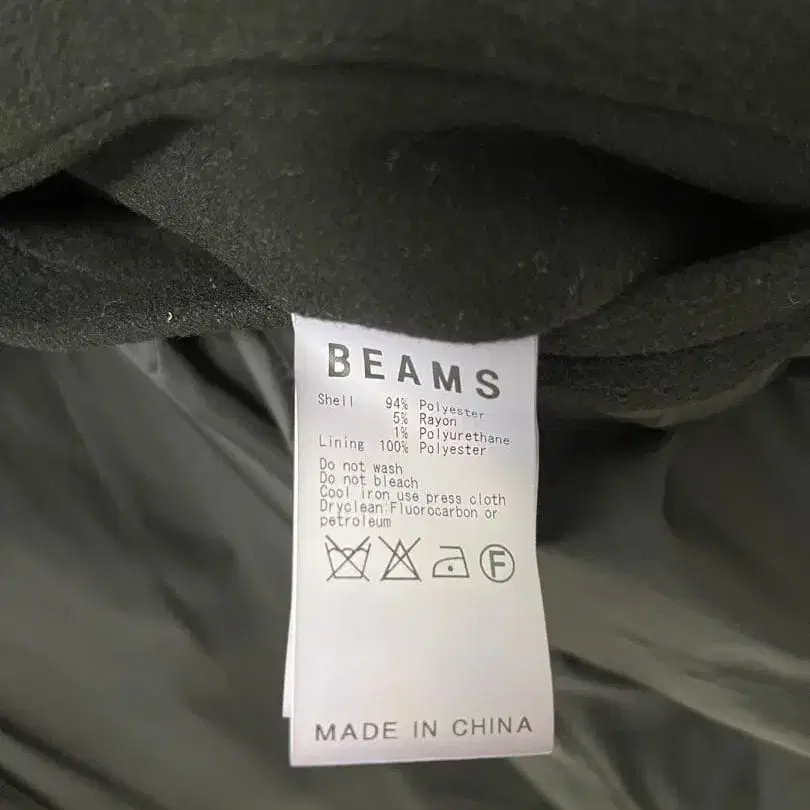 BEAMS
Shell 94% Polyester
5% Rayon
1% Polyurethane
Lining 100% Polyester
Do not wash
Do not bleach
Cool iron use press cloth
Dryclean Fluorocarbon or
petroleum
F
MADE IN CHINA